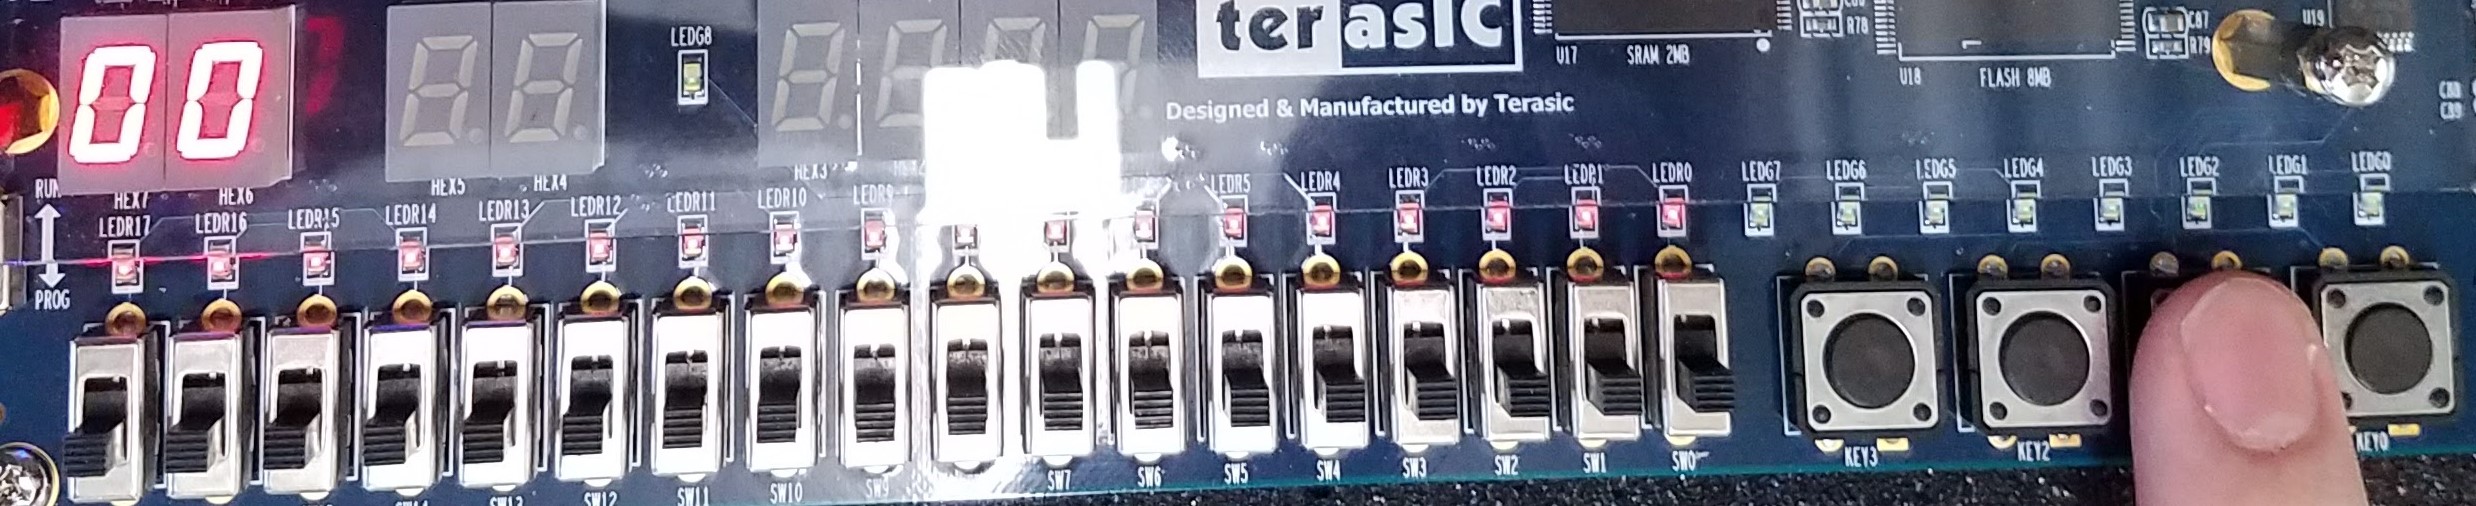 00
LEDG8
terasIC
U17
SRAM 2MB
R78
U18
FLASH 8MB
C87
R79
U19
C88
C89
Designed & Manufactured by Terasic
RUN
PROG
HEX7
HEX6
HEX5
HEX4
HEX3
LEDR17
LEDR16
LEDR15
LEDR14
LEDR13
LEDR12
LEDR11
LEDR10
LEDR9
LEDR5
LEDR4
LEDR3
LEDR2
LEDR1
LEDR0
LEDG7
LEDG6
LEDG5
LEDG4
LEDG3
LEDG2
LEDG1
LEDG0
SW13
SW12
SW11
SW10
SW9
SW7
SW6
SW5
SW4
SW3
SW2
SW1
SW0
KEY3
KEY2
KEY0